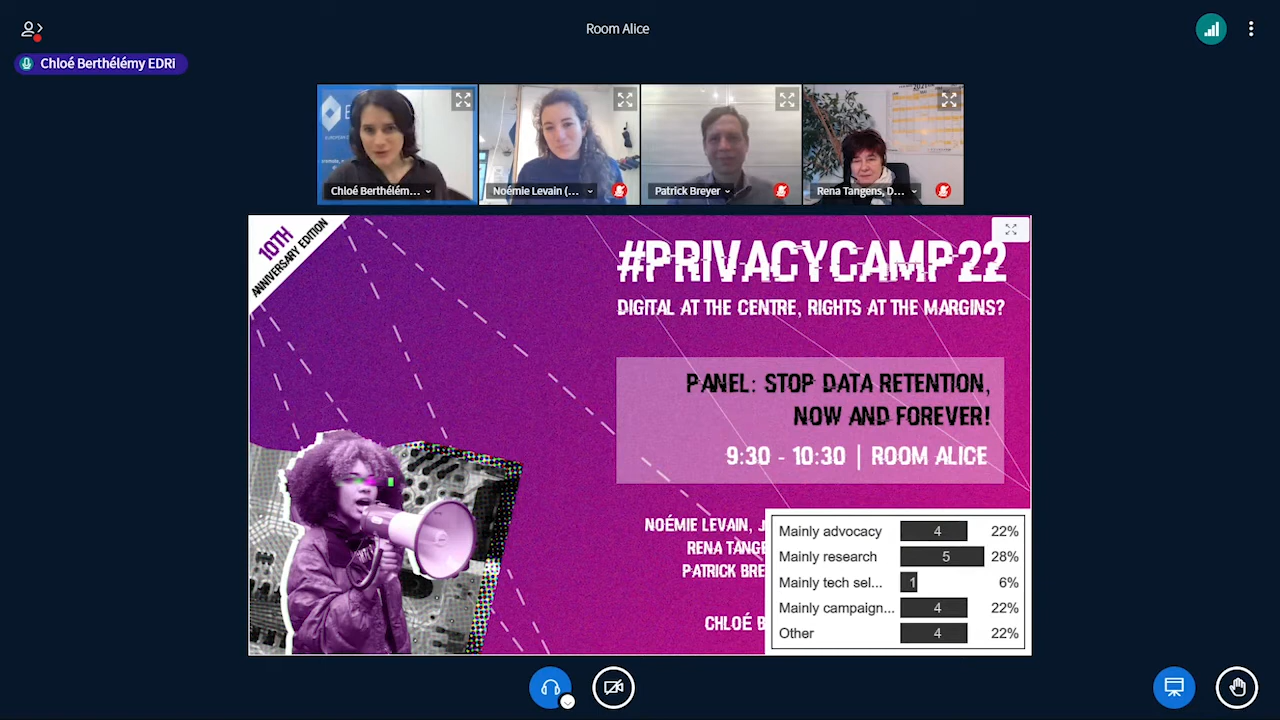 Room Alice
Chloé Berthélémy EDRi
Chloé Berthélém...
Noémie Levain (...
Patrick Breyer
Rena Tangens, D...
10TH
ANNIVERSARY EDITION
#PRIVACYCAMP22
DIGITAL AT THE CENTRE, RIGHTS AT THE MARGINS?
PANEL: STOP DATA RETENTION,
NOW AND FOREVER!
9:30 - 10:30 | ROOM ALICE
NOÉMIE LEVAIN,
RENA
PATRICK
CHLOÉ
Mainly advocacy 4 22%
Mainly research 5 28%
Mainly tech sel... 1 6%
Mainly campaign... 4 22%
Other 4 22%